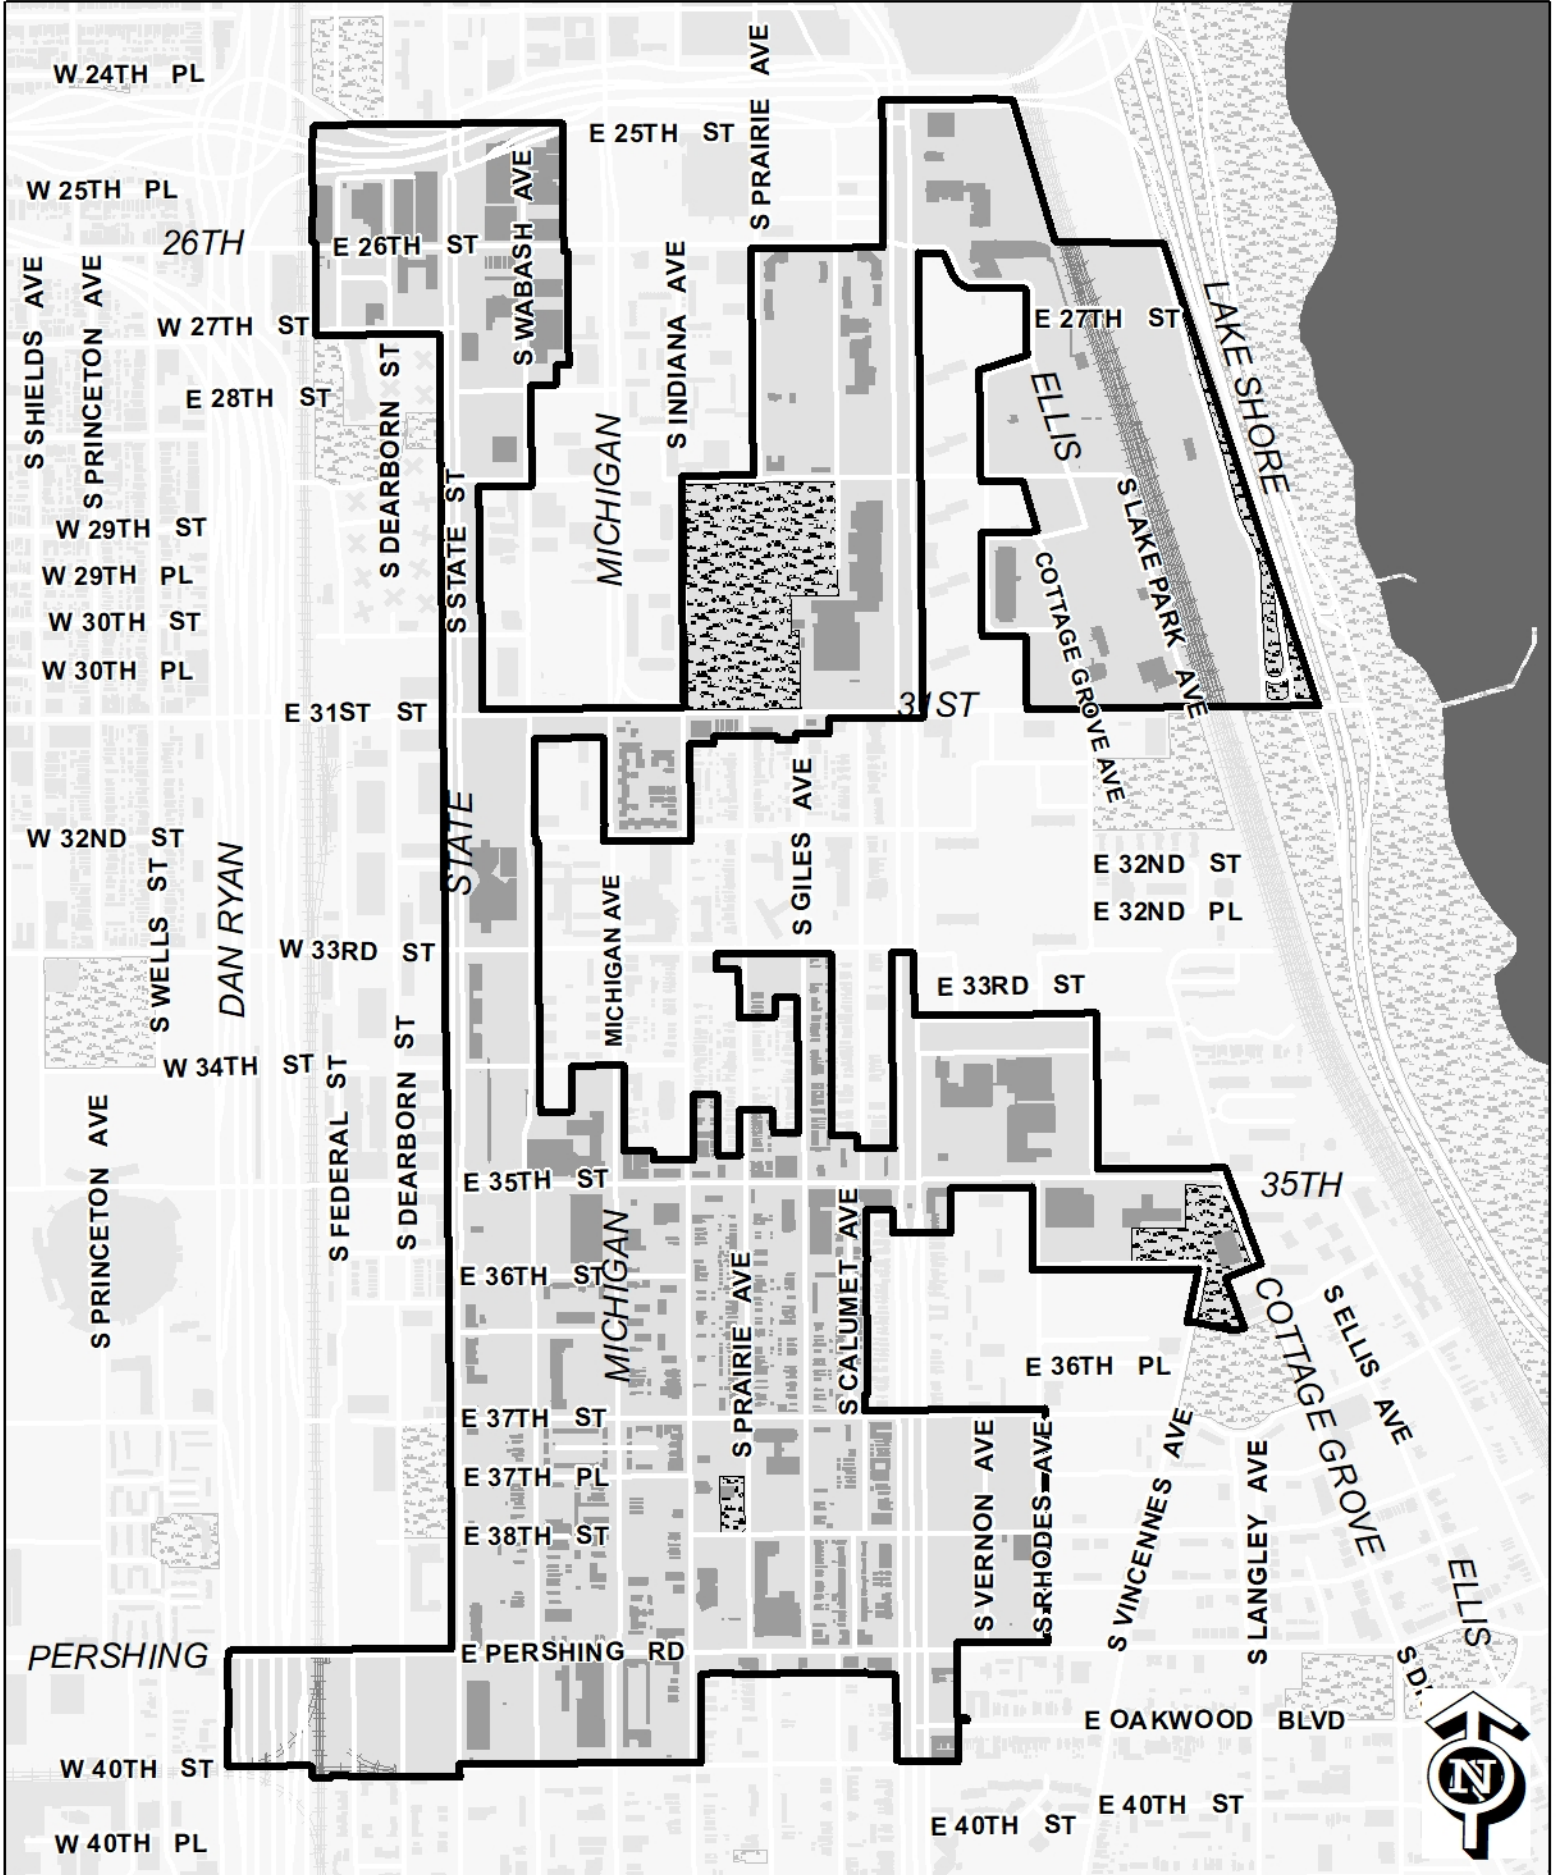 W 24TH PL
S PRAIRIE AVE
E 25TH ST
W 25TH PL
S WABASH AVE
26TH
E 26TH ST
S SHIELDS AVE
S PRINCETON AVE
S INDIANA AVE
LAKE SHORE
W 27TH ST
E 27TH ST
S DEARBORN ST
E 28TH ST
ELLIS
MICHIGAN
S STATE ST
S LAKE PARK AVE
W 29TH ST
COTTAGE GROVE AVE
W 29TH PL
W 30TH ST
W 30TH PL
E 31ST ST
31ST
STATE
S GILES AVE
W 32ND ST
S WELLS ST
DAN RYAN
E 32ND ST
MICHIGAN AVE
E 32ND PL
W 33RD ST
E 33RD ST
S DEARBORN ST
W 34TH ST
S FEDERAL ST
S PRINCETON AVE
E 35TH ST
35TH
S CALUMET AVE
MICHIGAN
S PRAIRIE AVE
E 36TH ST
COTTAGE GROVE
S ELLIS AVE
E 36TH PL
E 37TH ST
S VERNON AVE
S RHODES AVE
S VINCENNES AVE
S LANGLEY AVE
E 37TH PL
E 38TH ST
ELLIS
PERSHING
E PERSHING RD
E OAKWOOD BLVD
W 40TH ST
N
E 40TH ST
E 40TH ST
W 40TH PL